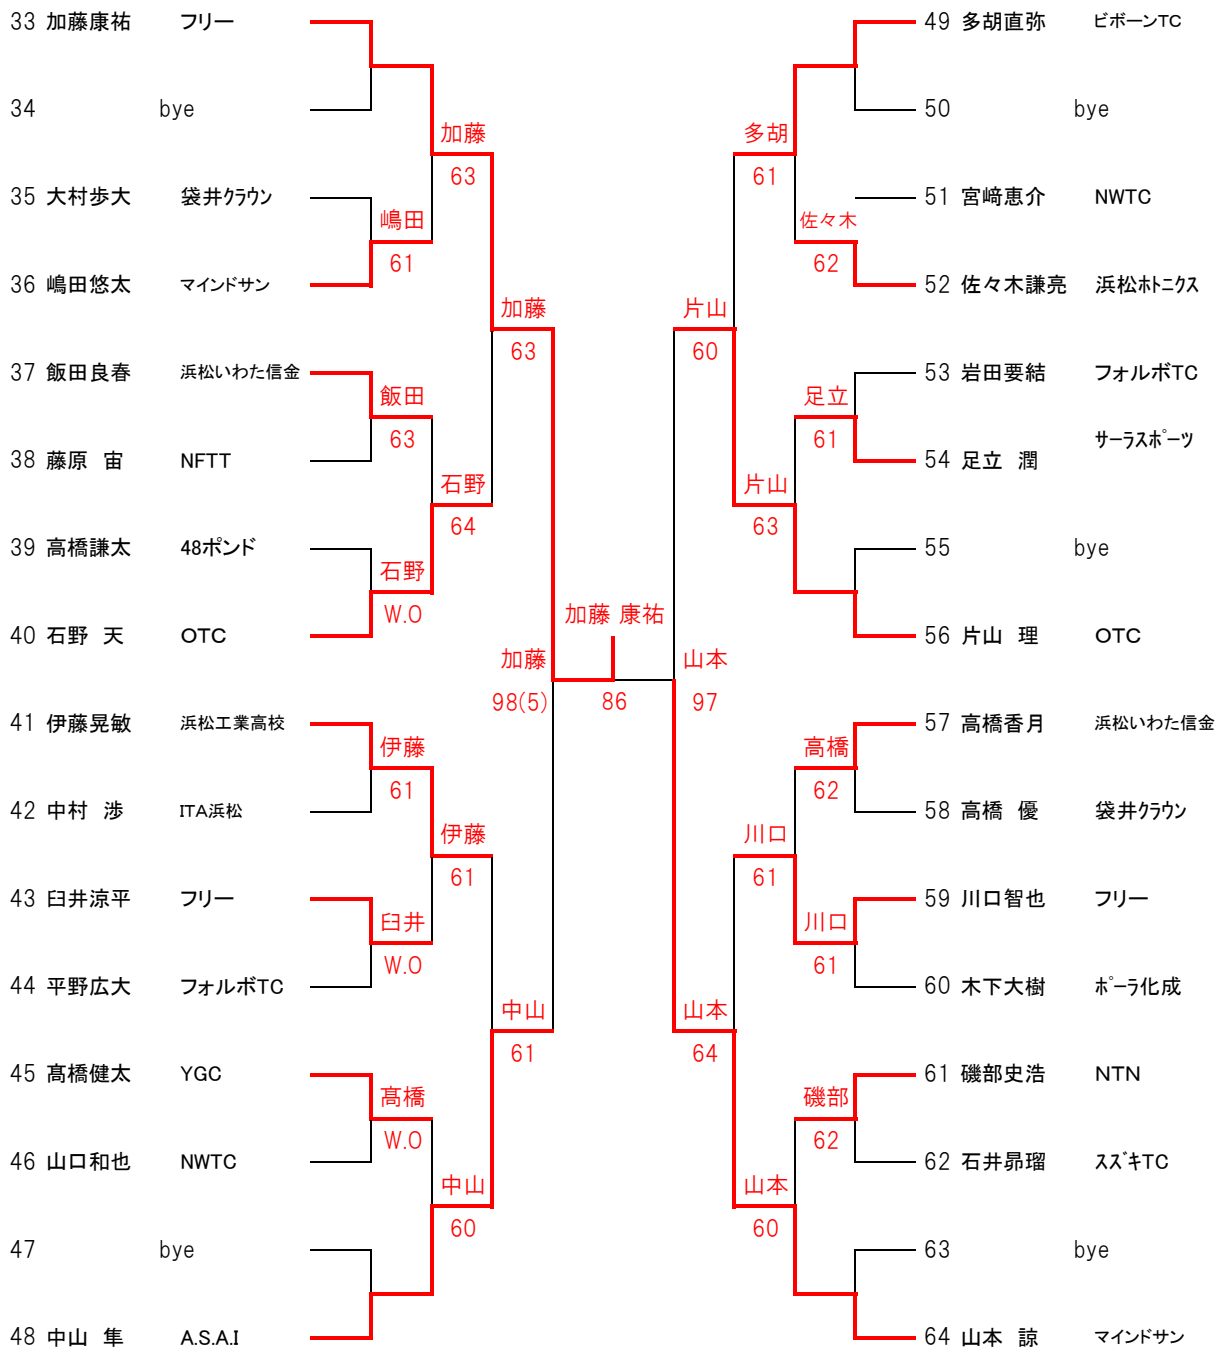 33 加藤康祐 フリー
34 bye
35 大村歩大 袋井クラウン
36 嶋田悠太 マインドサン
37 飯田良春 浜松いわた信金
38 藤原 宙 NFTT
39 高橋謙太 48ポンド
40 石野 天 OTC
41 伊藤晃敏 浜松工業高校
42 中村 渉 ITA浜松
43 臼井涼平 フリー
44 平野広大 フォルボTC
45 髙橋健太 YGC
46 山口和也 NWTC
47 bye
48 中山 隼 A.S.A.I
嶋田
61
飯田
63
石野
W.O
伊藤
61
臼井
W.O
髙橋
W.O
加藤
63
石野
64
伊藤
61
中山
60
加藤
63
中山
61
加藤
98(5)
加藤 康祐
86
山本
97
片山
60
山本
64
多胡
61
片山
63
川口
61
山本
60
佐々木
62
足立
61
高橋
62
川口
61
磯部
62
49 多胡直弥 ビボーンTC
50 bye
51 宮﨑恵介 NWTC
52 佐々木謙亮 浜松ホトニクス
53 岩田要結 フォルボTC
54 足立 潤 サーラスポーツ
55 bye
56 片山 理 OTC
57 高橋香月 浜松いわた信金
58 高橋 優 袋井クラウン
59 川口智也 フリー
60 木下大樹 ポーラ化成
61 磯部史浩 NTN
62 石井昴瑠 スズキTC
63 bye
64 山本 諒 マインドサン